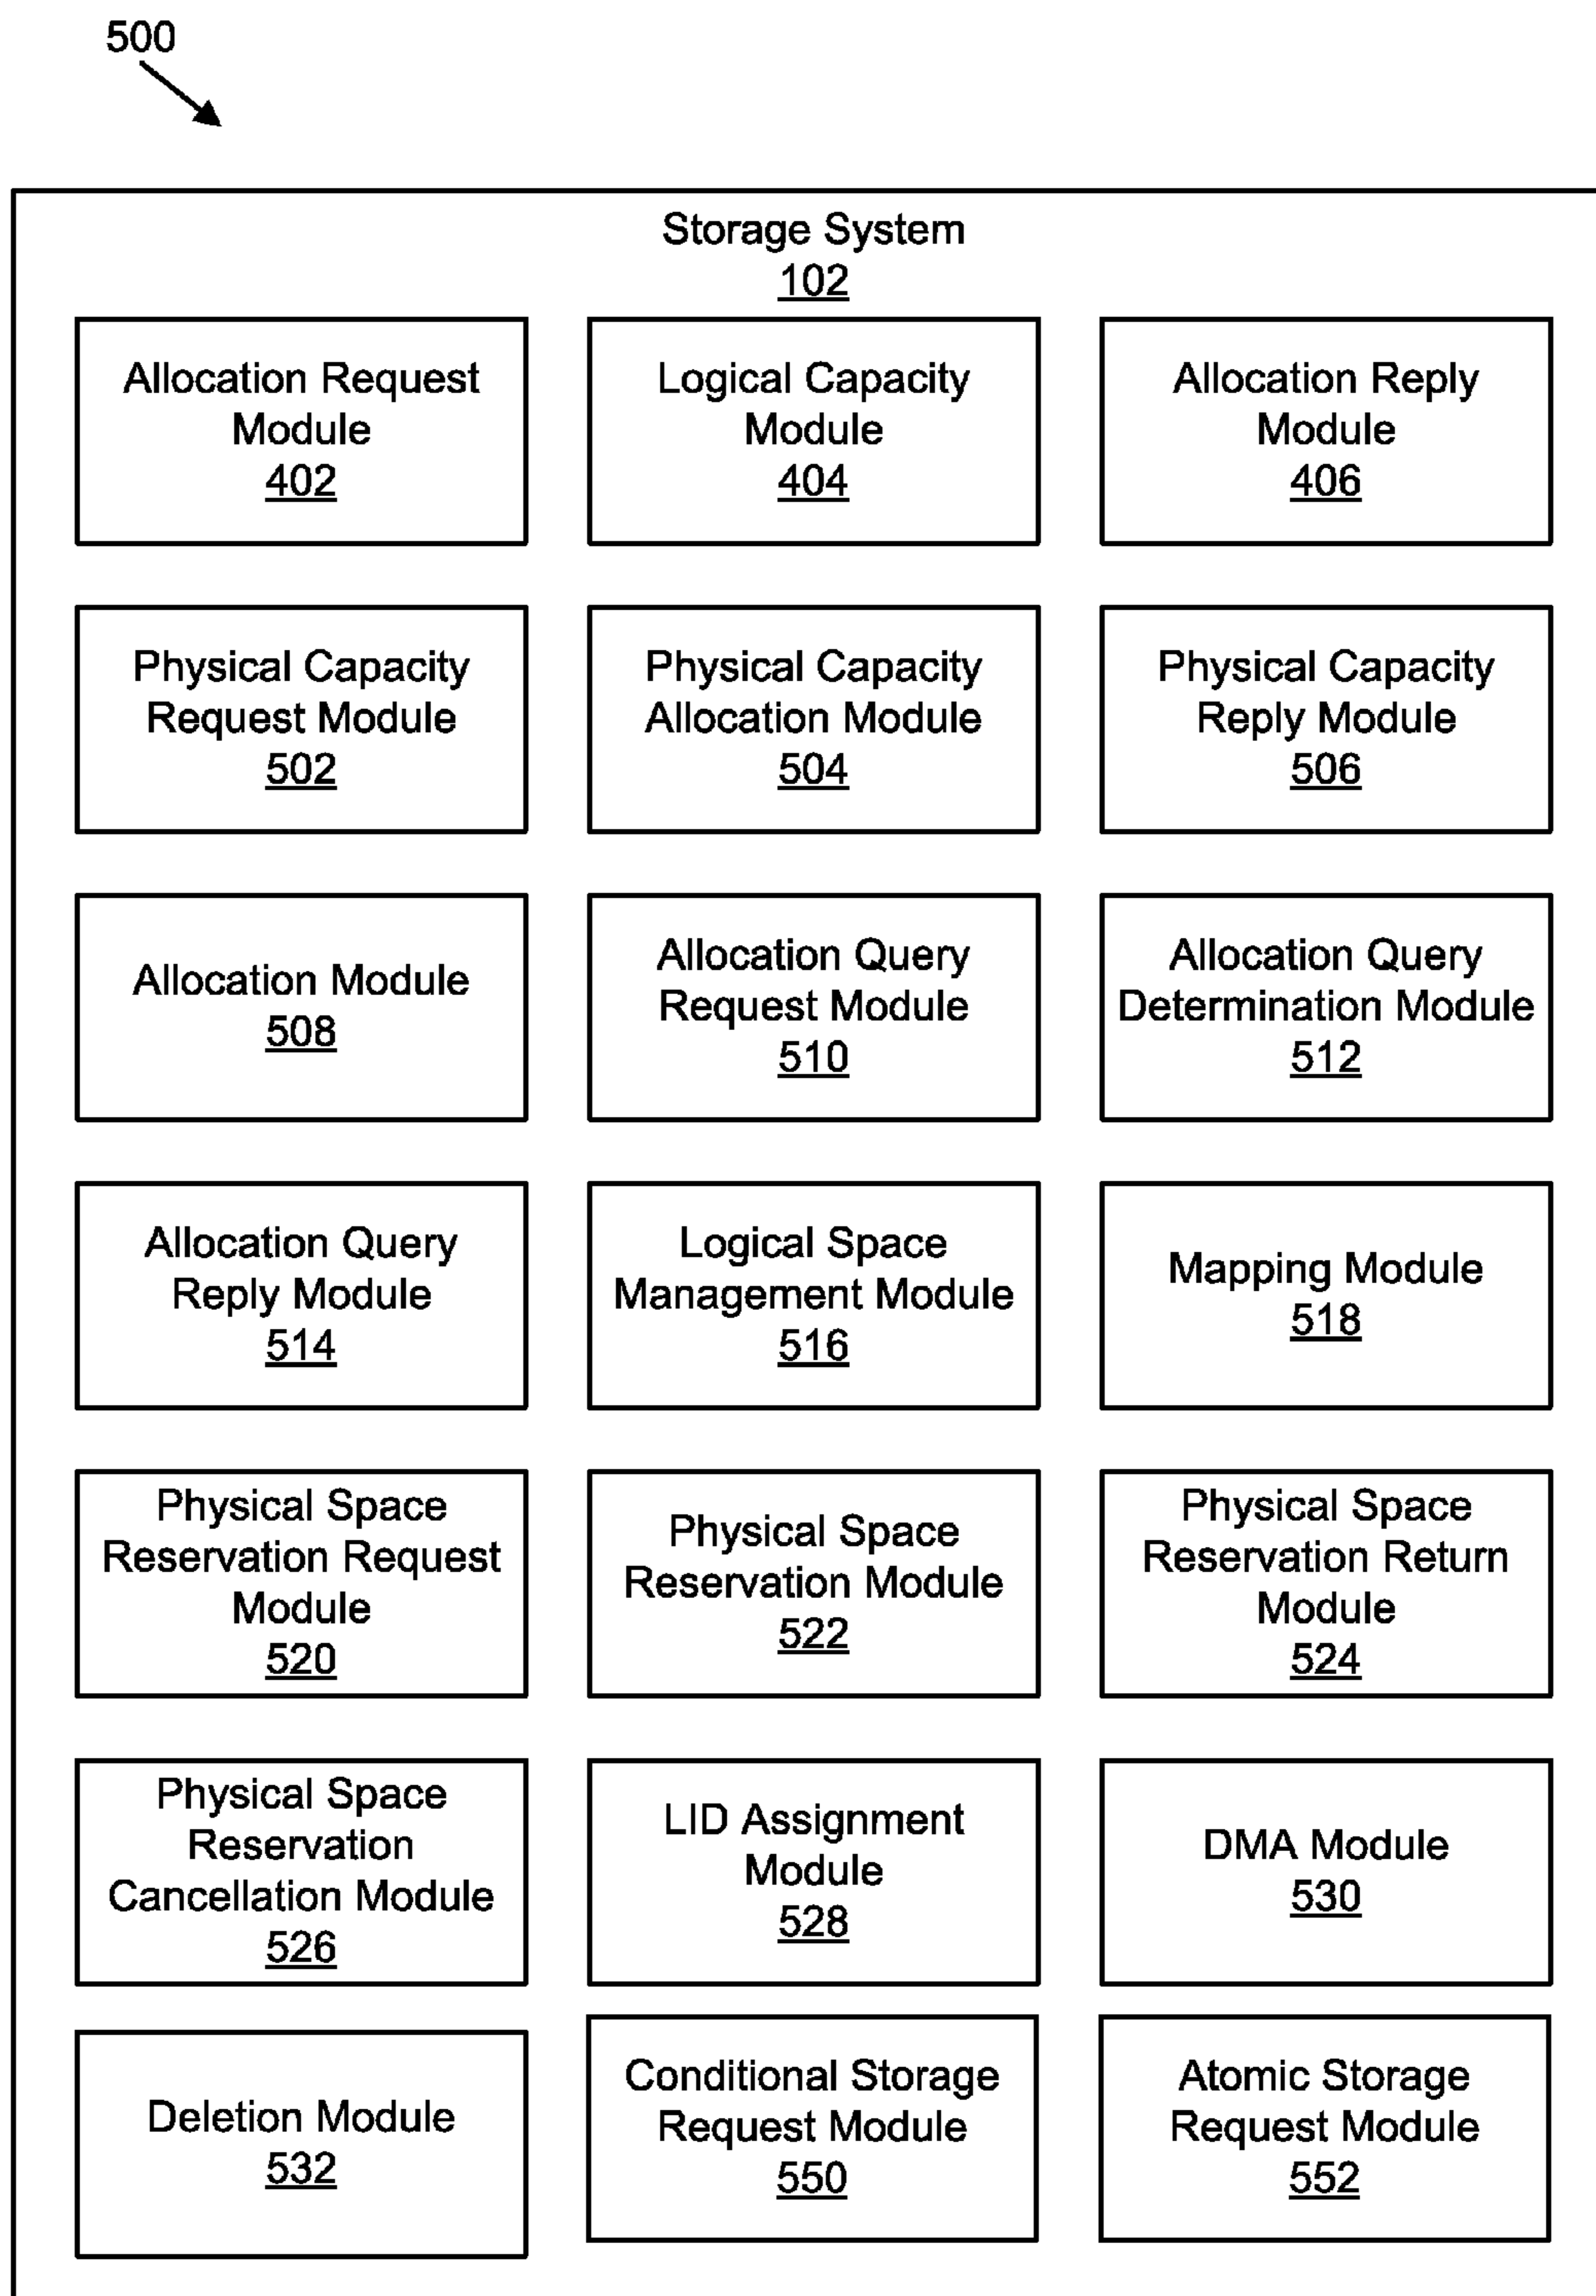 500
Storage System
102
Allocation Request
Module
402
Logical Capacity
Module
404
Allocation Reply
Module
406
Physical Capacity
Request Module
502
Physical Capacity
Allocation Module
504
Physical Capacity
Reply Module
506
Allocation Module
508
Allocation Query
Request Module
510
Allocation Query
Determination Module
512
Allocation Query
Reply Module
514
Logical Space
Management Module
516
Mapping Module
518
Physical Space
Reservation Request
Module
520
Physical Space
Reservation Module
522
Physical Space
Reservation Return
Module
524
Physical Space
Reservation
Cancellation Module
526
LID Assignment
Module
528
DMA Module
530
Deletion Module
532
Conditional Storage
Request Module
550
Atomic Storage
Request Module
552